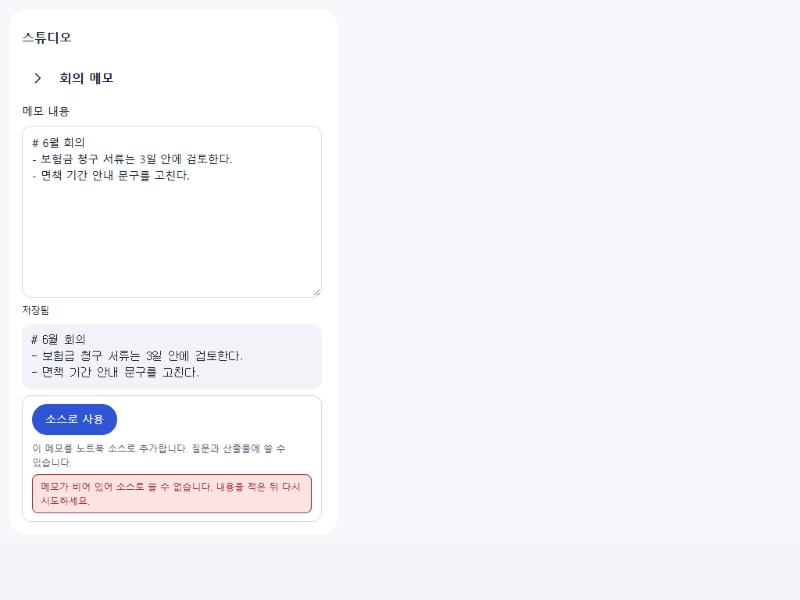 스튜디오
회의 메모
메모 내용
# 6월 회의
- 보험금 청구 서류는 3일 안에 검토한다.
- 면책 기간 안내 문구를 고친다.
저장됨
# 6월 회의
- 보험금 청구 서류는 3일 안에 검토한다.
- 면책 기간 안내 문구를 고친다.
소스로 사용
이 메모를 노트북 소스로 추가합니다. 질문과 산출물에 쓸 수
있습니다.
메모가 비어 있어 소스로 쓸 수 없습니다. 내용을 적은 뒤 다시
시도하세요.